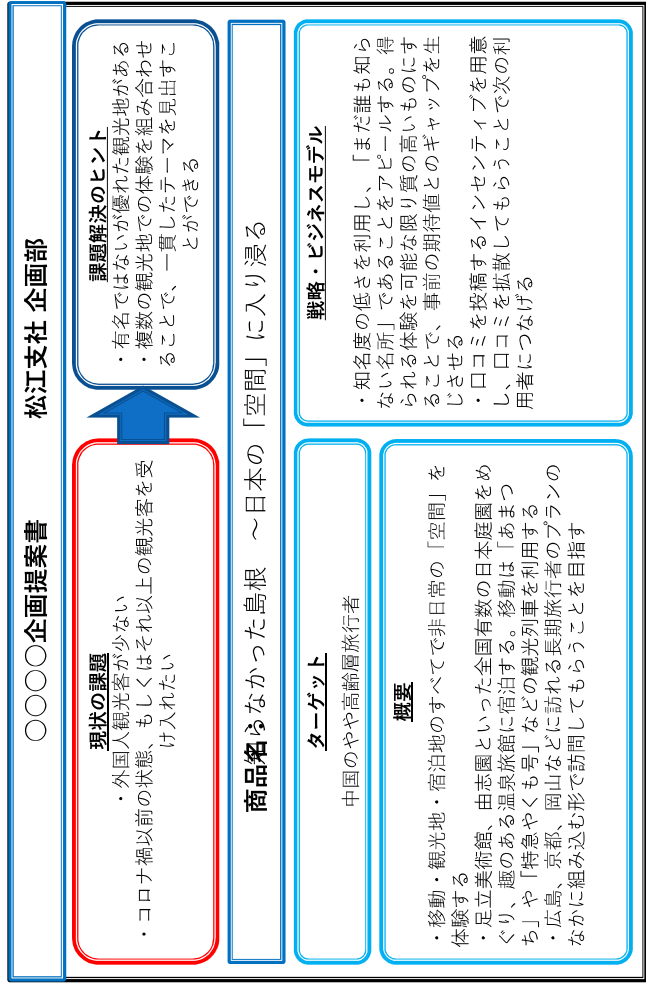 〇〇〇〇企画提案書　　　松江支社 企画部
現状の課題
・外国人観光客が少ない
・コロナ禍以前の状態、もしくはそれ以上の観光客を受
け入れたい
課題解決のヒント
・有名ではないが優れた観光地がある
・複数の観光地での体験を組み合わせ
ることで、一貫したテーマを見出すこ
とができる
商品名：
らなかった島根　～日本の「空間」に入り浸る
ターゲット
中国のやや高齢層旅行者
概要
・移動・観光地・宿泊地のすべてで非日常の「空間」を
体験する
・足立美術館、由志園といった全国有数の日本庭園をめ
ぐり、趣のある温泉旅館に宿泊する。移動は「あまつ
ち」や「特急やくも号」などの観光列車を利用する
・広島、京都、岡山などに訪れる長期旅行者のプランの
なかに組み込む形で訪問してもらうことを目指す
戦略・ビジネスモデル
・知名度の低さを利用し、「まだ誰も知ら
ない名所」であることをアピールする。得
られる体験を可能な限り質の高いものにす
ることで、事前の期待値とのギャップを生
じさせる
・口コミを投稿するインセンティブを用意
し、口コミを拡散してもらうことで次の利
用者につなげる